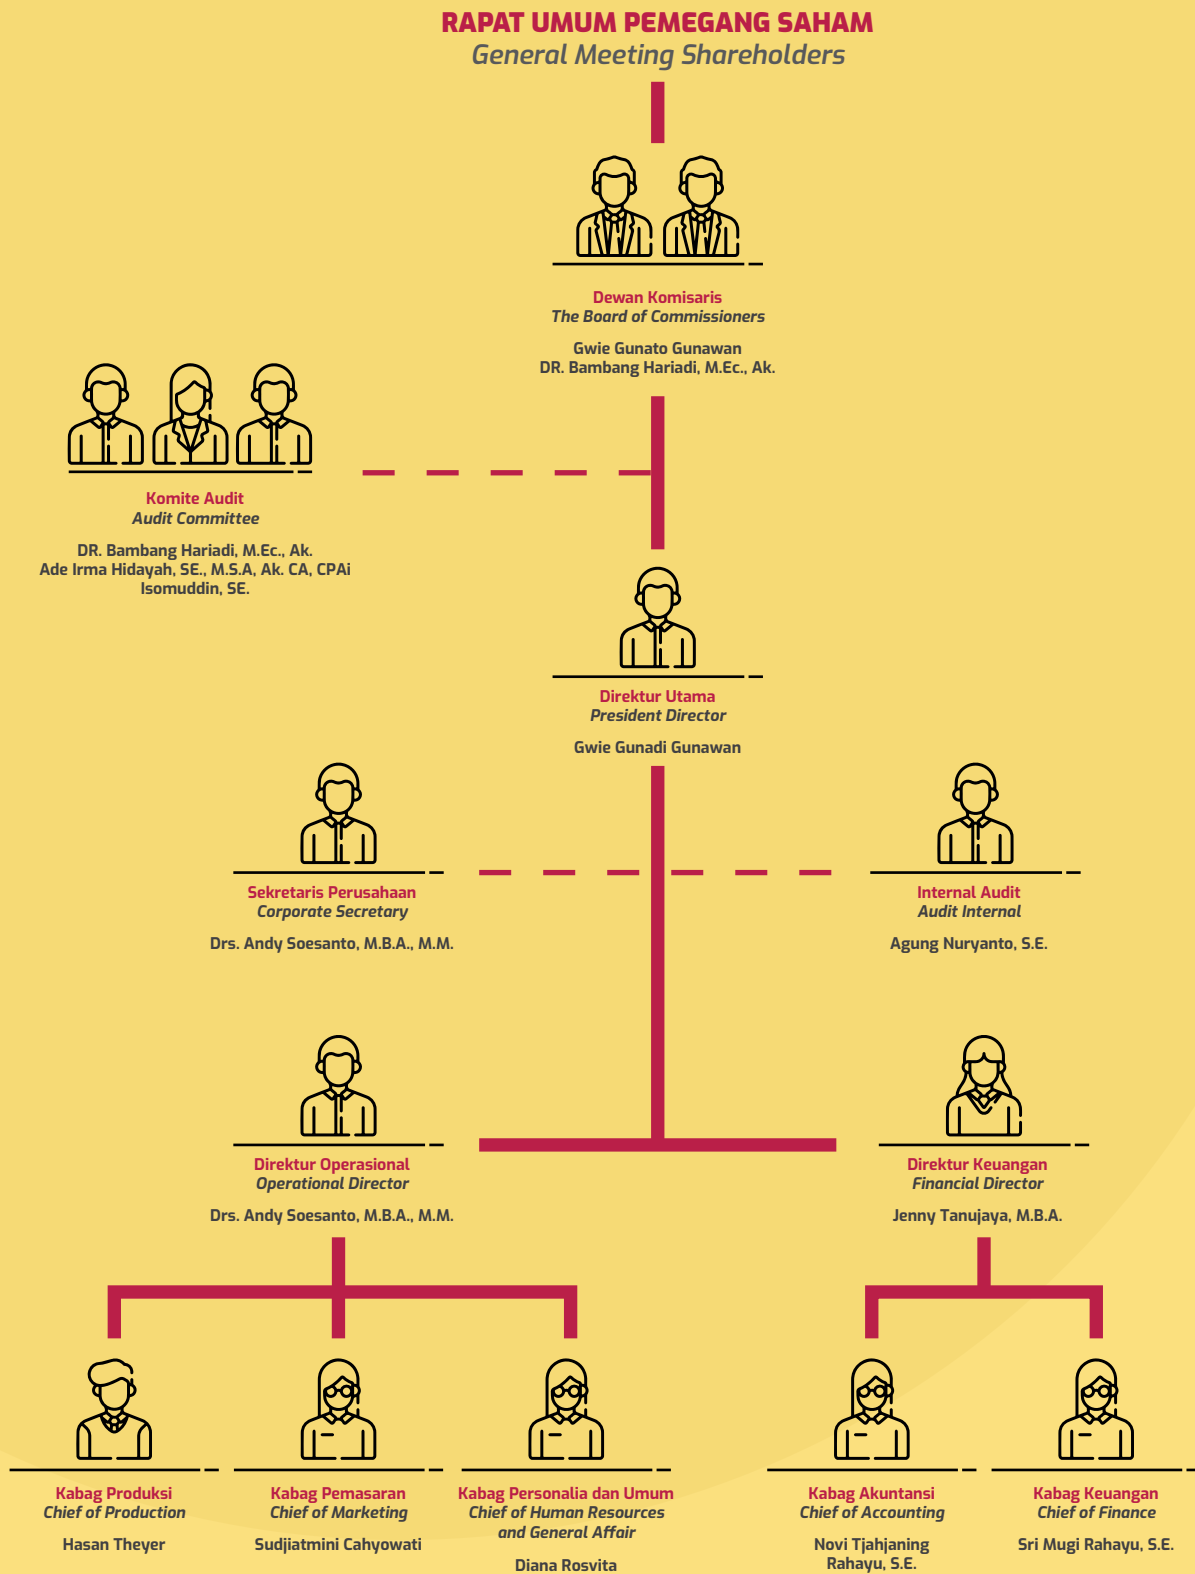 RAPAT UMUM PEMEGANG SAHAM
General Meeting Shareholders
Dewan Komisaris
The Board of Commissioners
Gwie Gunato Gunawan
DR. Bambang Hariadi, M.Ec., Ak.
Komite Audit
Audit Committee
DR. Bambang Hariadi, M.Ec., Ak.
Ade Irma Hidayah, SE., M.S.A, Ak. CA, CPAi
Isomuddin, SE.
Direktur Utama
President Director
Gwie Gunadi Gunawan
Sekretaris Perusahaan
Corporate Secretary
Drs. Andy Soesanto, M.B.A., M.M.
Internal Audit
Audit Internal
Agung Nuryanto, S.E.
Direktur Operasional
Operational Director
Drs. Andy Soesanto, M.B.A., M.M.
Direktur Keuangan
Financial Director
Jenny Tanujaya, M.B.A.
Kabag Produksi
Chief of Production
Hasan Theyer
Kabag Pemasaran
Chief of Marketing
Sudjiatmini Cahyowati
Kabag Personalia dan Umum
Chief of Human Resources
and General Affair
Diana Rosvita
Kabag Akuntansi
Chief of Accounting
Novi Tjahjaning
Rahayu, S.E.
Kabag Keuangan
Chief of Finance
Sri Mugi Rahayu, S.E.